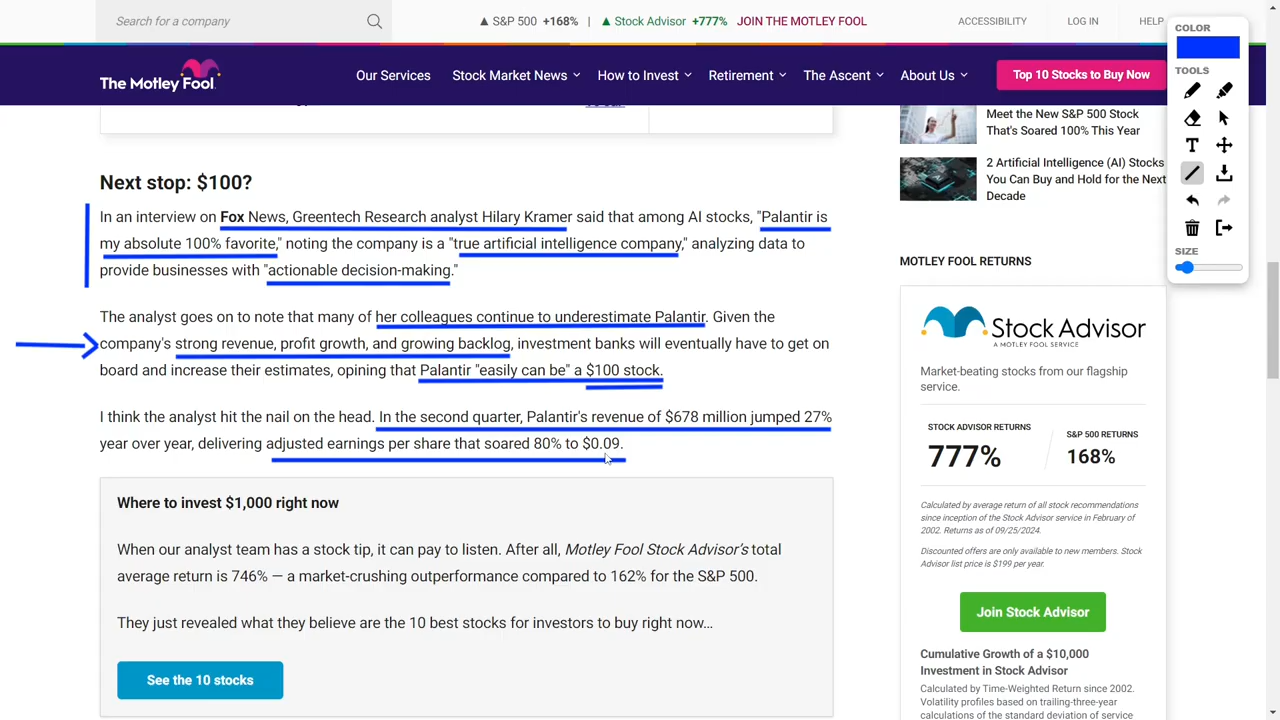 Search for a company
▲ S&P 500 +168% | ▲ Stock Advisor +777% JOIN THE MOTLEY FOOL
ACCESSIBILITY
LOG IN
HELP
The Motley Fool
Our Services
Stock Market News
How to Invest
Retirement
The Ascent
About Us
Top 10 Stocks to Buy Now
COLOR
TOOLS
T
SIZE
Next stop: $100?
In an interview on Fox News, Greentech Research analyst Hilary Kramer said that among AI stocks, "Palantir is
my absolute 100% favorite," noting the company is a "true artificial intelligence company," analyzing data to
provide businesses with "actionable decision-making."
The analyst goes on to note that many of her colleagues continue to underestimate Palantir. Given the
company's strong revenue, profit growth, and growing backlog, investment banks will eventually have to get on
board and increase their estimates, opining that Palantir "easily can be" a $100 stock.
I think the analyst hit the nail on the head. In the second quarter, Palantir's revenue of $678 million jumped 27%
year over year, delivering adjusted earnings per share that soared 80% to $0.09.
Where to invest $1,000 right now
When our analyst team has a stock tip, it can pay to listen. After all, Motley Fool Stock Advisor's total
average return is 746% — a market-crushing outperformance compared to 162% for the S&P 500.
They just revealed what they believe are the 10 best stocks for investors to buy right now…
See the 10 stocks
Meet the New S&P 500 Stock
That's Soared 100% This Year
2 Artificial Intelligence (AI) Stocks
You Can Buy and Hold for the Next
Decade
MOTLEY FOOL RETURNS
Stock Advisor
A MOTLEY FOOL SERVICE
Market-beating stocks from our flagship
service.
STOCK ADVISOR RETURNS
777%
S&P 500 RETURNS
168%
Calculated by average return of all stock recommendations
since inception of the Stock Advisor service in February of
2002. Returns as of 09/25/2024.
Discounted offers are only available to new members. Stock
Advisor list price is $199 per year.
Join Stock Advisor
Cumulative Growth of a $10,000
Investment in Stock Advisor
Calculated by Time-Weighted Return since 2002.
Volatility profiles based on trailing-three-year
calculations of the standard deviation of service